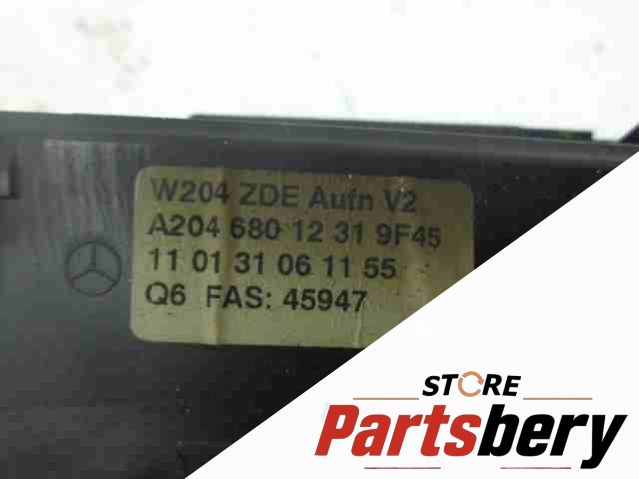 W204 ZDE Aufn V2
A204 680 12 31 9F45
11 01 31 06 11 55
Q6 FAS: 45947
STORE
Partsbery